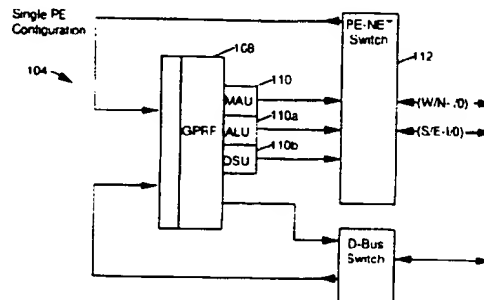 Single PE
Configuration
104
108
110
110a
110b
GPRF
MAU
ALU
DSU
PE-NET
Switch
112
(W/N-I/0)
(S/E-I/0)
D-Bus
Switch